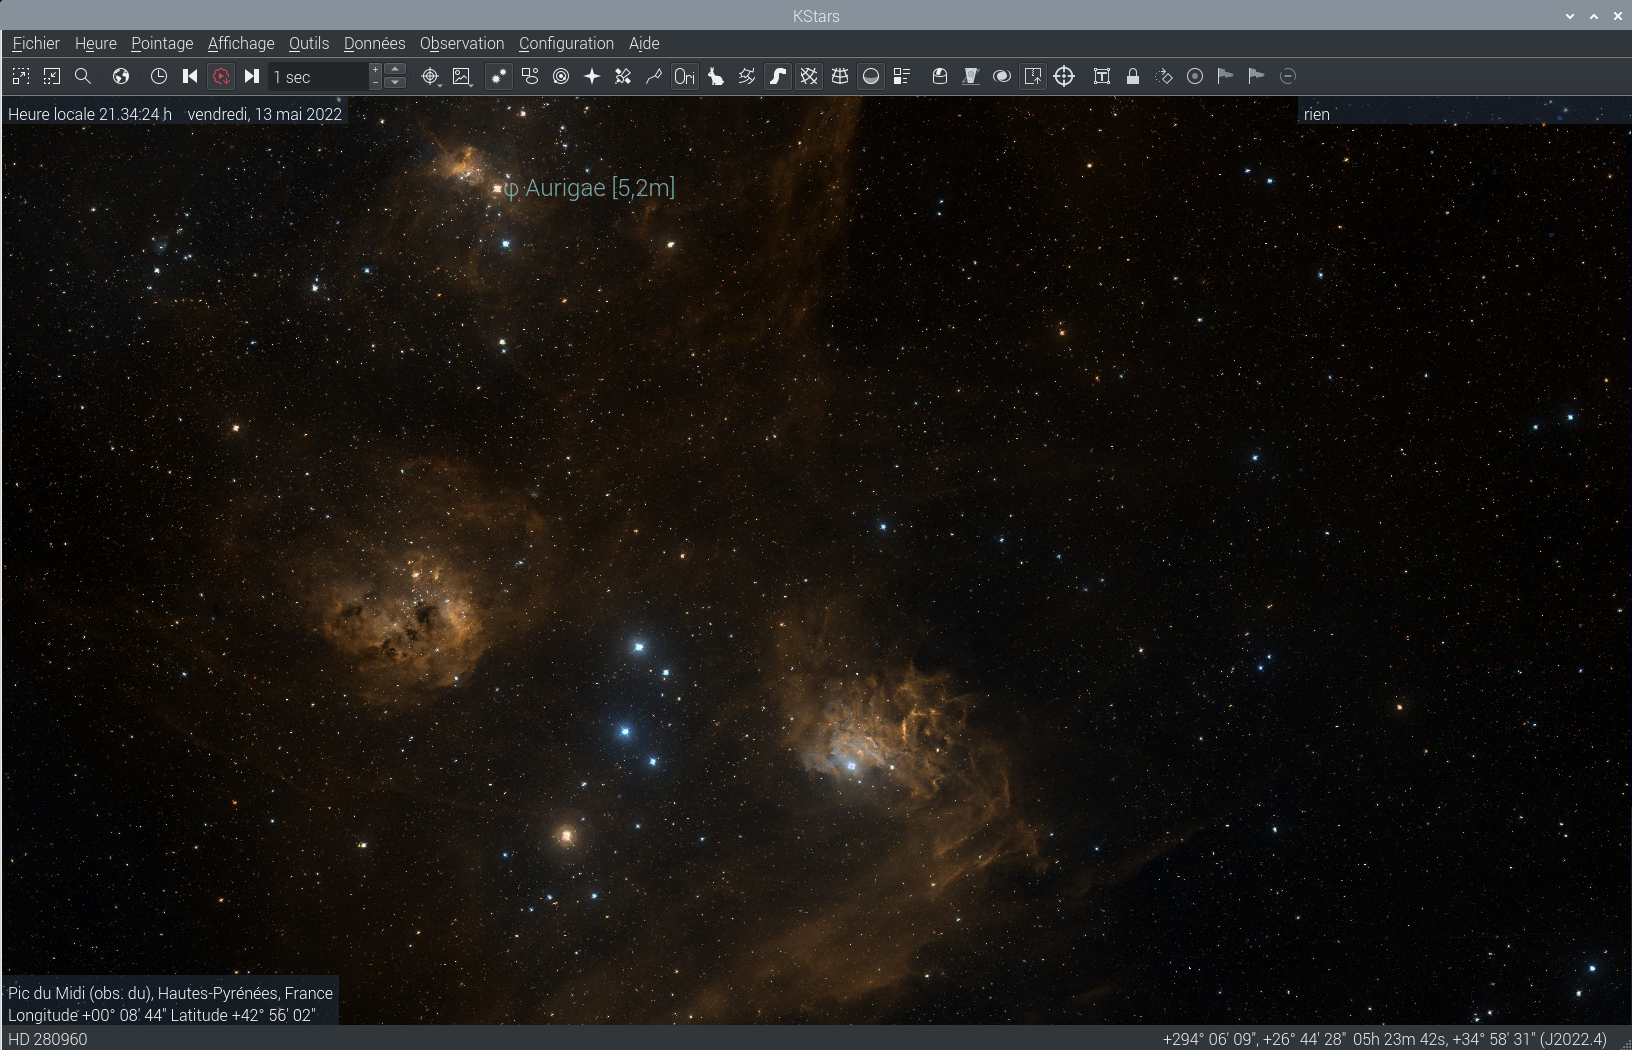 KStars
Fichier Heure Pointage Affichage Outils Données Observation Configuration Aide
1 sec + - Ori T
Heure locale 21.34:24 h vendredi, 13 mai 2022
rien
φ Aurigae [5,2m]
Pic du Midi (obs. du), Hautes-Pyrénées, France
Longitude +00° 08' 44" Latitude +42° 56' 02"
HD 280960
+294° 06' 09", +26° 44' 28" 05h 23m 42s, +34° 58' 31" (J2022.4)